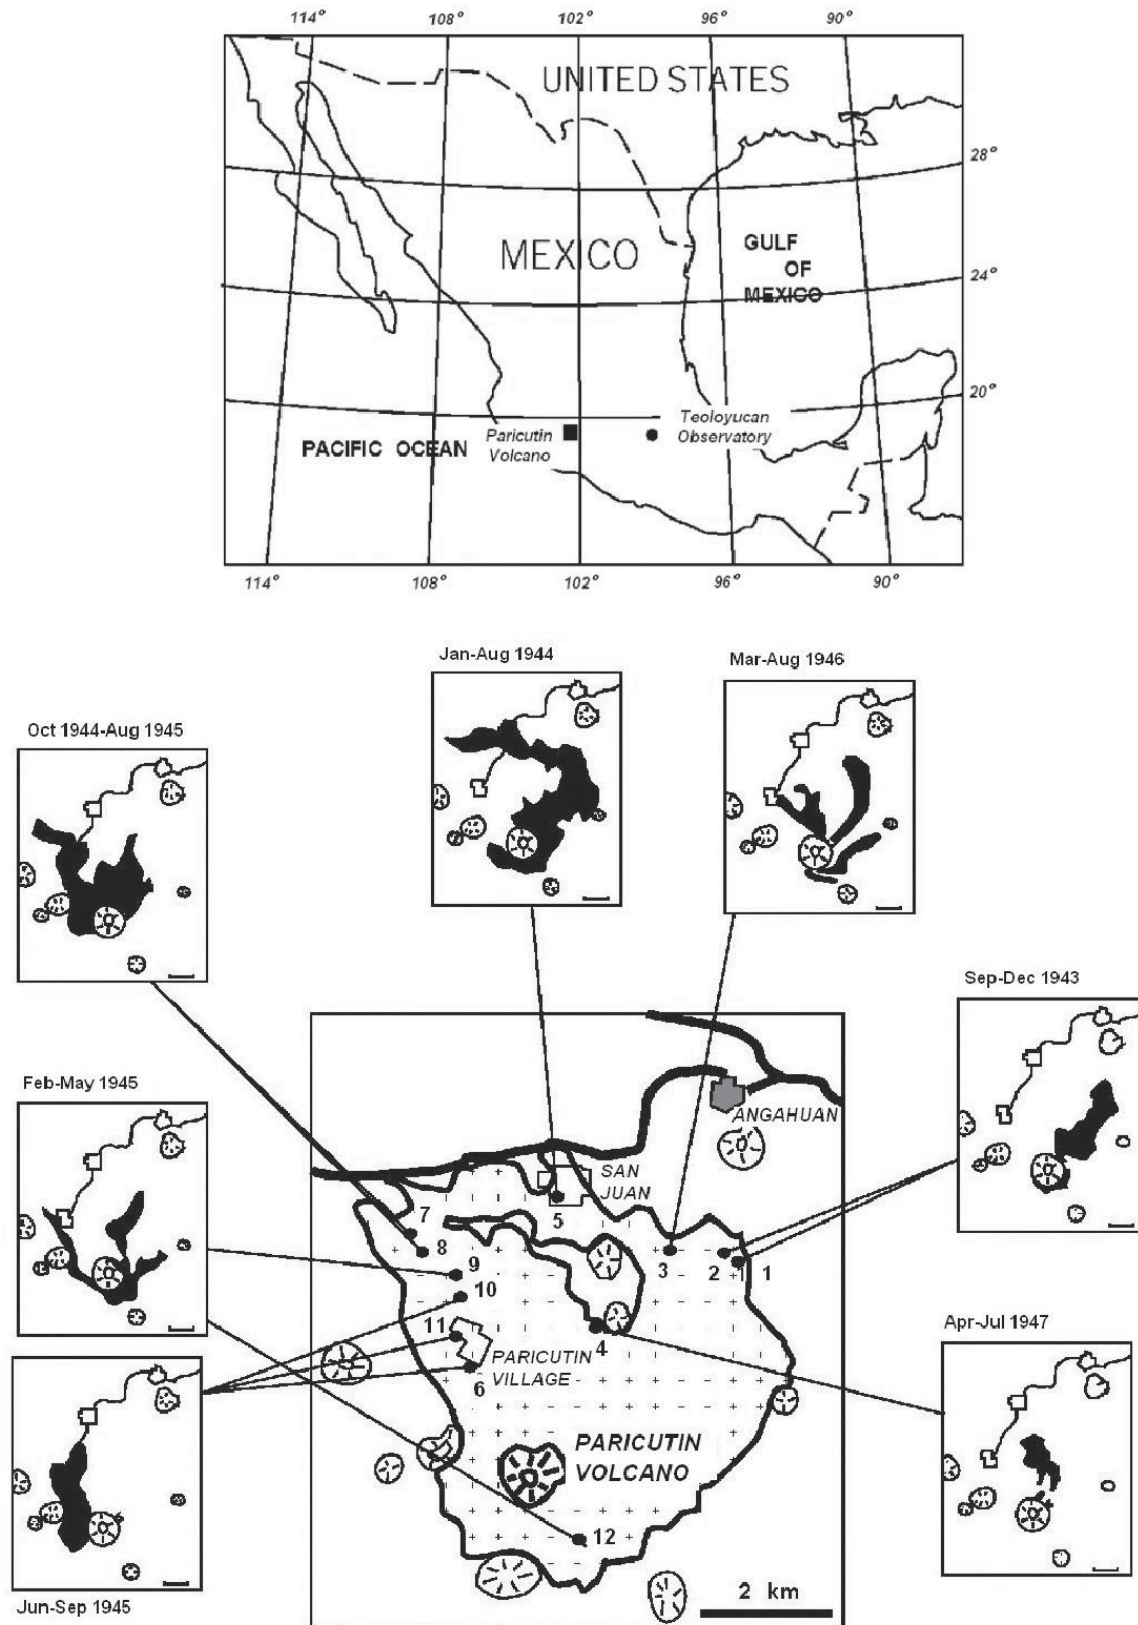 114°
108°
102°
96°
90°
UNITED STATES
28°
MEXICO
GULF
OF
MEXICO
24°
20°
PACIFIC OCEAN
Paricutin
Volcano
Teoloyucan
Observatory
114°
108°
102°
96°
90°
Jan-Aug 1944
Mar-Aug 1946
Oct 1944-Aug 1945
Sep-Dec 1943
Feb-May 1945
ANGAHUAN
SAN
JUAN
5
7
8
3
2
1
9
10
11
4
PARICUTIN
VILLAGE
6
Apr-Jul 1947
PARICUTIN
VOLCANO
12
2 km
Jun-Sep 1945